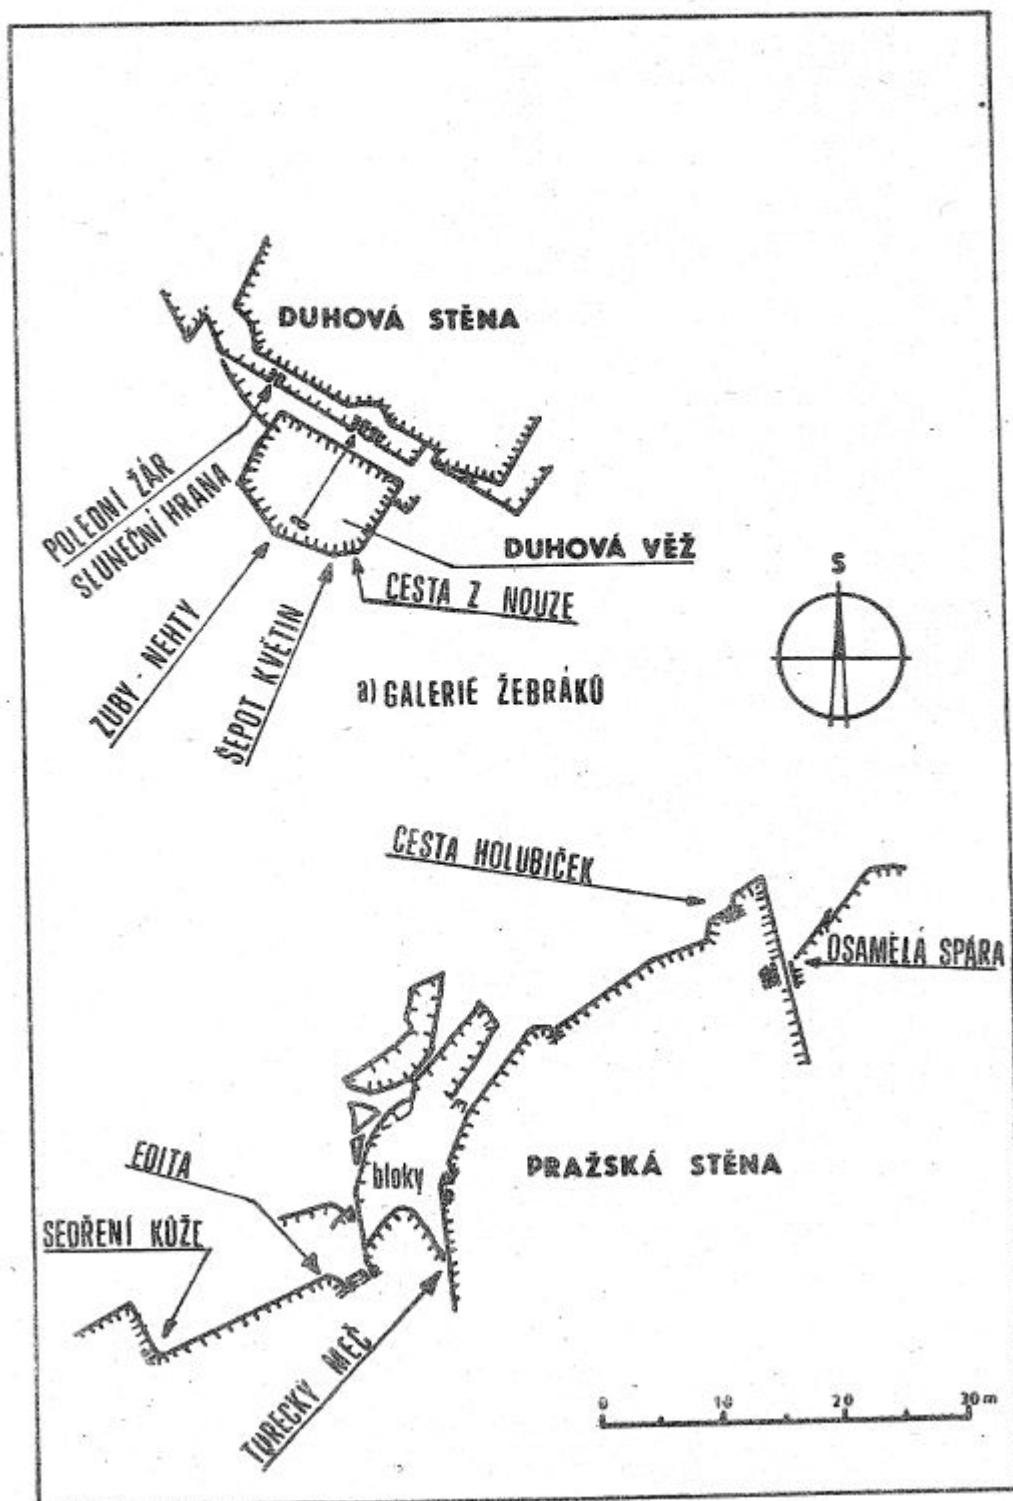 DUHOVÁ STĚNA
POLEDNÍ ŽÁR
SLUNEČNÍ HRANA
DUHOVÁ VĚŽ
CESTA Z NOUZE
ZUBY - NEHTY
ŠEPOT KVĚTIN
S
a) GALERIE ŽEBRÁKŮ
CESTA HOLUBIČEK
OSAMĚLÁ SPÁRA
EDITA
bloky
PRAŽSKÁ STĚNA
SEDŘENÍ KŮŽE
TURECKÝ MEČ
0 10 20 30 m